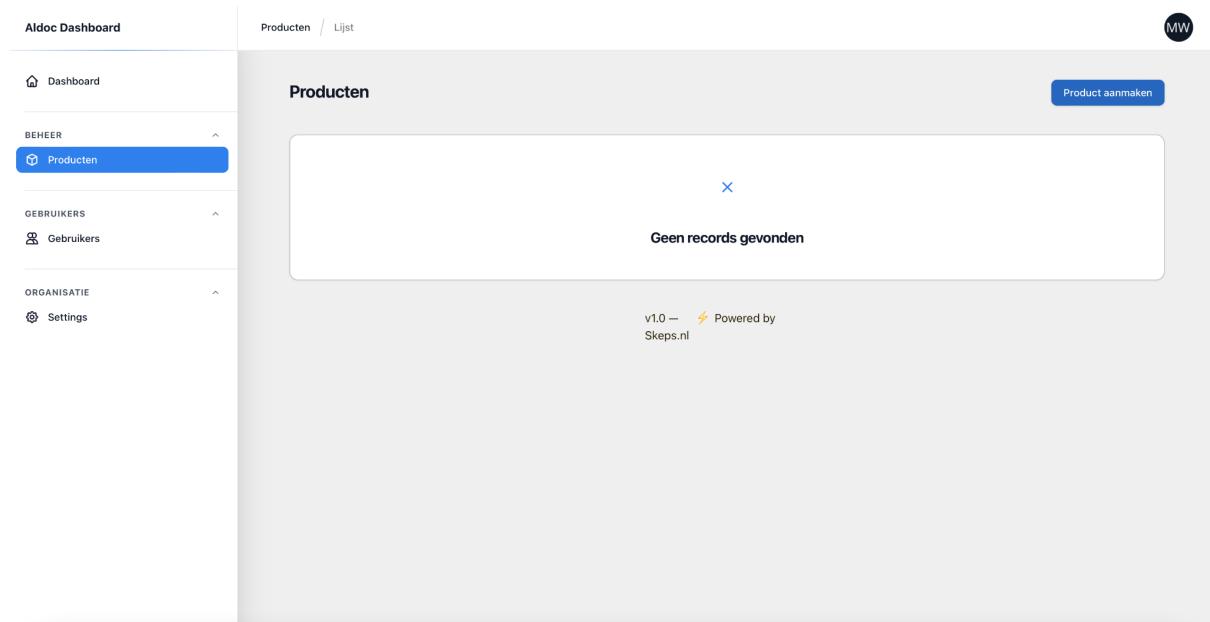 Aldoc Dashboard
Producten / Lijst
MW
Dashboard
BEHEER
Producten
GEBRUIKERS
Gebruikers
ORGANISATIE
Settings
Producten
Product aanmaken
Geen records gevonden
v1.0 — ⚡ Powered by
Skeps.nl